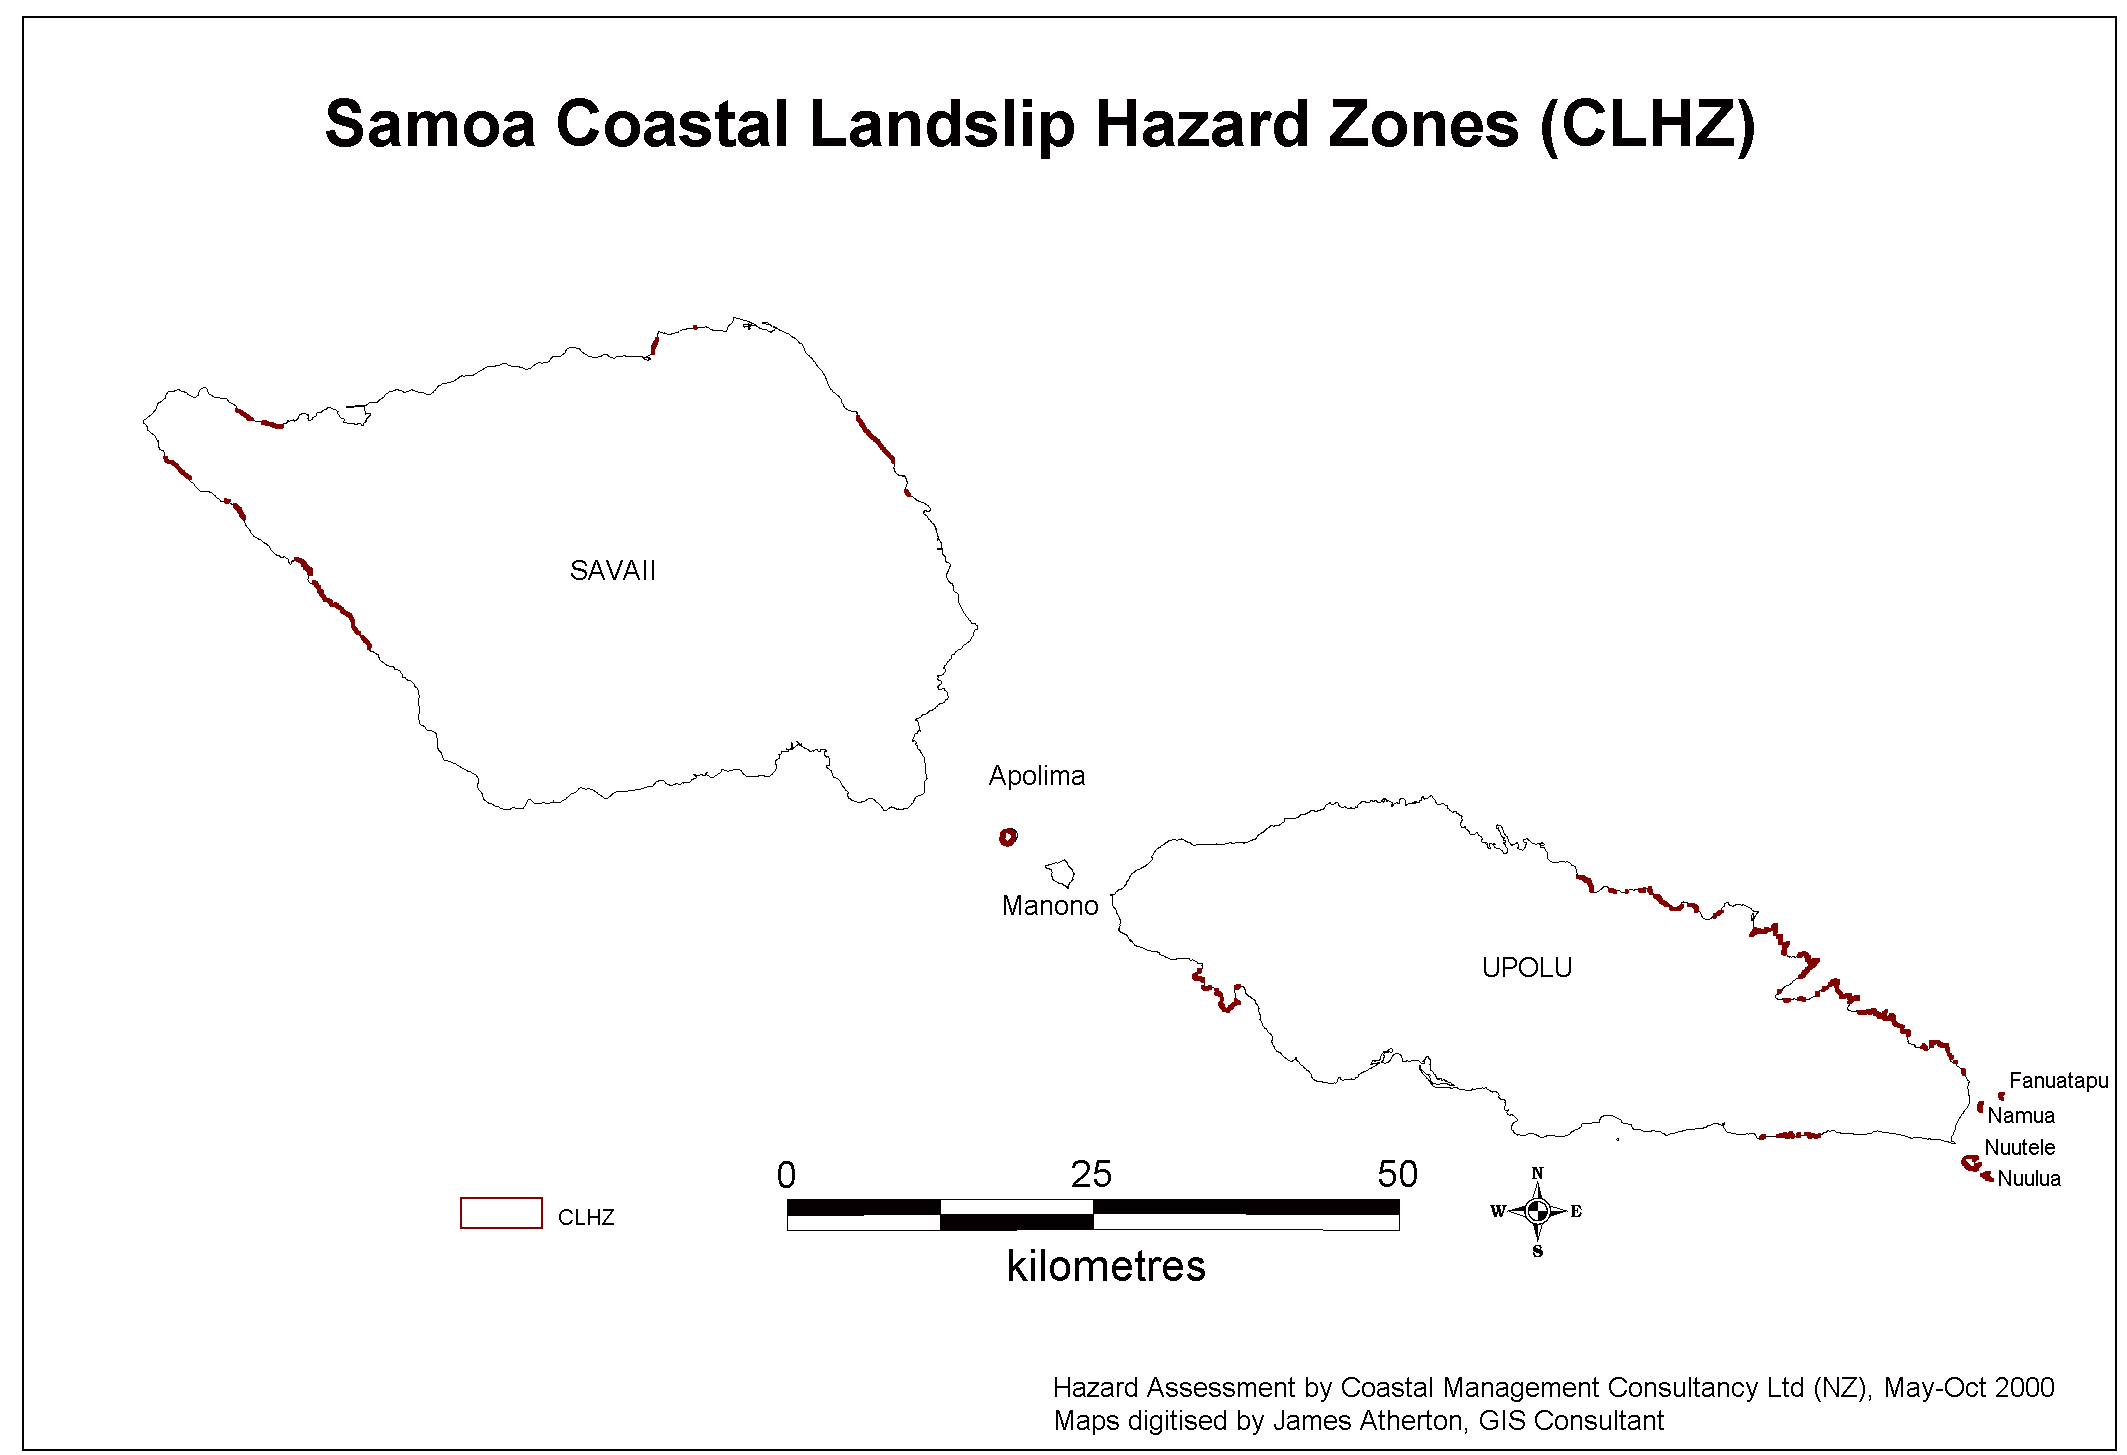 Samoa Coastal Landslip Hazard Zones (CLHZ)
SAVAII
Apolima
Manono
UPOLU
Fanuatapu
Namua
Nuutele
Nuulua
0 25 50
kilometres
CLHZ
N
W E
S
Hazard Assessment by Coastal Management Consultancy Ltd (NZ), May-Oct 2000
Maps digitised by James Atherton, GIS Consultant